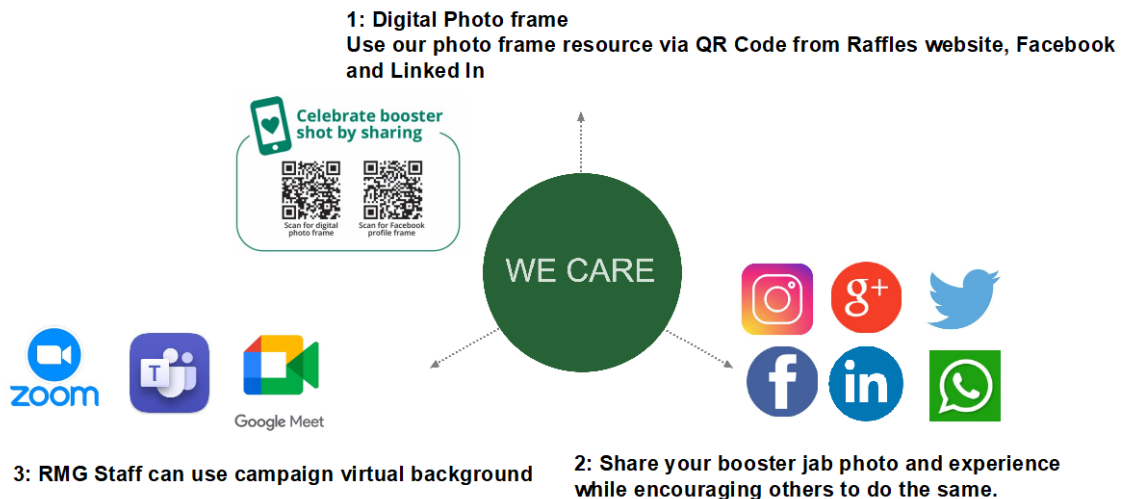 1: Digital Photo frame
Use our photo frame resource via QR Code from Raffles website, Facebook
and Linked In
Celebrate booster
shot by sharing
Scan for digital
photo frame
Scan for Facebook
profile frame
WE CARE
g+
f
in
zoom
T
Google Meet
3: RMG Staff can use campaign virtual background
2: Share your booster jab photo and experience
while encouraging others to do the same.